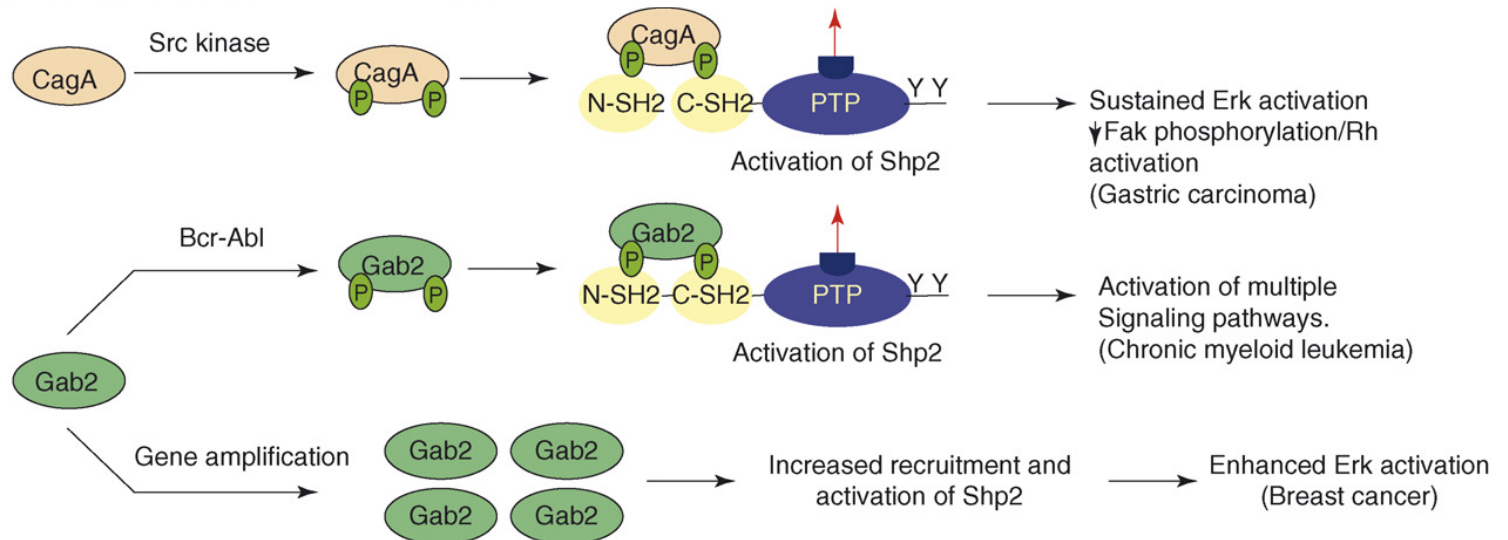 Src kinase
CagA
CagA
P
P
CagA
P
P
N-SH2
C-SH2
PTP
Y Y
Activation of Shp2
Sustained Erk activation
Fak phosphorylation/Rh
activation
(Gastric carcinoma)
Bcr-Abl
Gab2
P
P
Gab2
P
P
N-SH2
C-SH2
PTP
Y Y
Activation of Shp2
Activation of multiple
Signaling pathways.
(Chronic myeloid leukemia)
Gab2
Gene amplification
Gab2
Gab2
Gab2
Gab2
Increased recruitment and
activation of Shp2
Enhanced Erk activation
(Breast cancer)